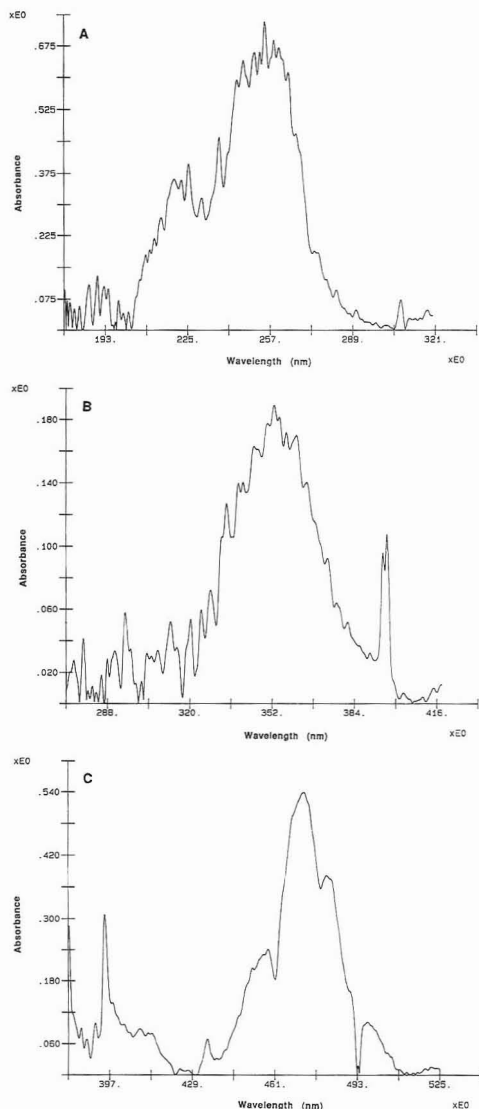 xE0
A
.675
.525
.375
.225
.075
Absorbance
193. 225. 257. 289. 321.
Wavelength (nm)
xE0
xE0
B
.180
.140
.100
.060
.020
Absorbance
288. 320. 352. 384. 416.
Wavelength (nm) xE0
xE0
C
.540
.420
.300
.180
.060
Absorbance
397. 429. 461. 493. 525.
Wavelength (nm) xE0